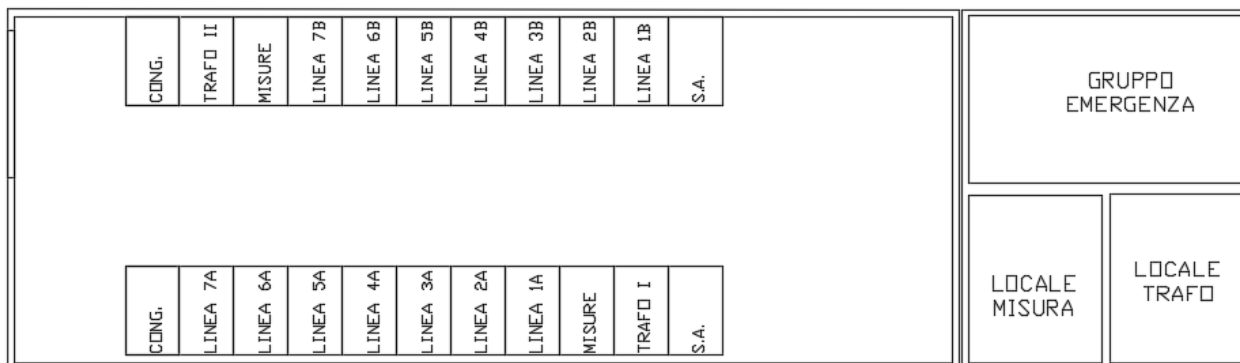 CONG.
TRAFO II
MISURE
LINEA 7B
LINEA 6B
LINEA 5B
LINEA 4B
LINEA 3B
LINEA 2B
LINEA 1B
S.A.
GRUPPO
EMERGENZA
CONG.
LINEA 7A
LINEA 6A
LINEA 5A
LINEA 4A
LINEA 3A
LINEA 2A
LINEA 1A
MISURE
TRAFO I
S.A.
LOCALE
MISURA
LOCALE
TRAFO